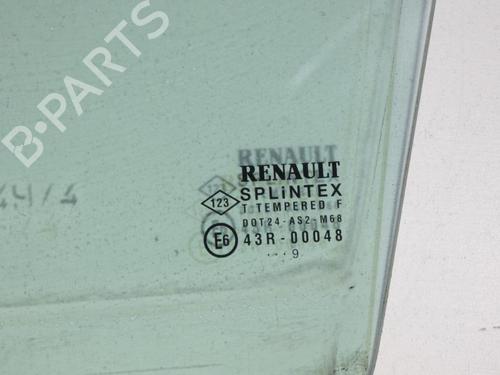 B-PARTS
RENAULT
123 SPLiNTEX
T TEMPERED F
DOT24-AS2-M68
E6 43R-00048
···9